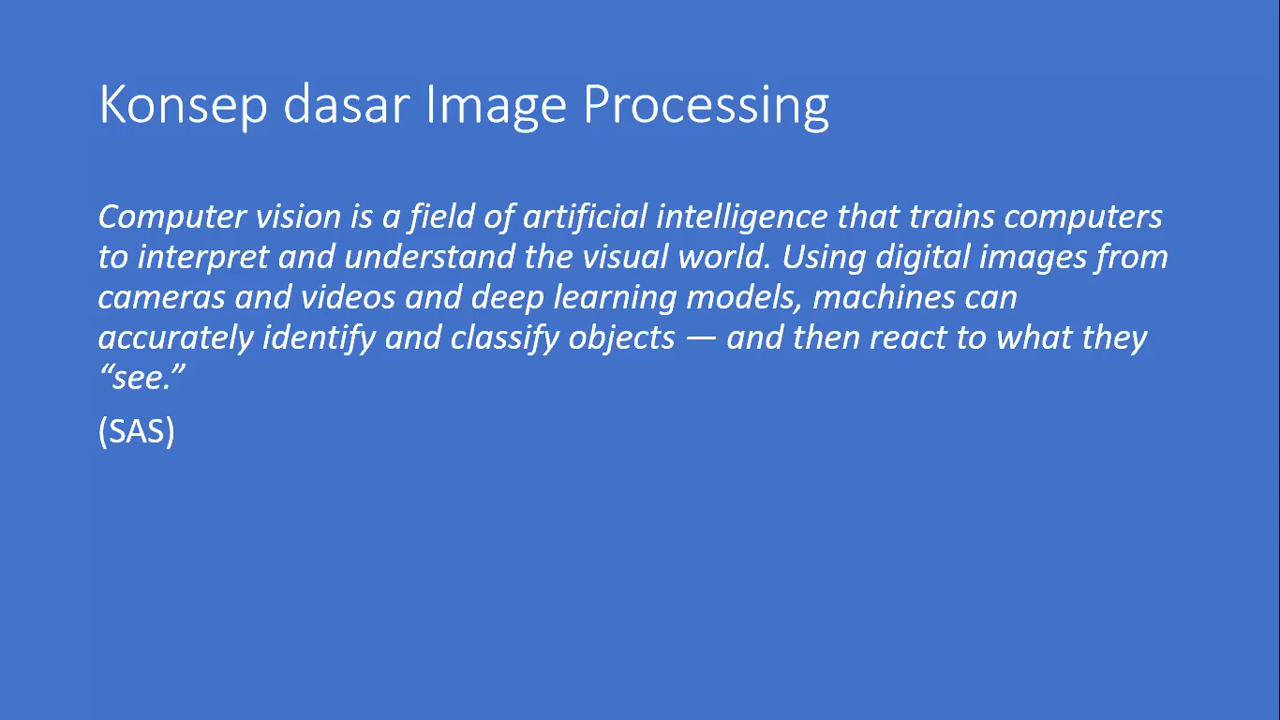 Konsep dasar Image Processing
Computer vision is a field of artificial intelligence that trains computers
to interpret and understand the visual world. Using digital images from
cameras and videos and deep learning models, machines can
accurately identify and classify objects — and then react to what they
“see.”
(SAS)